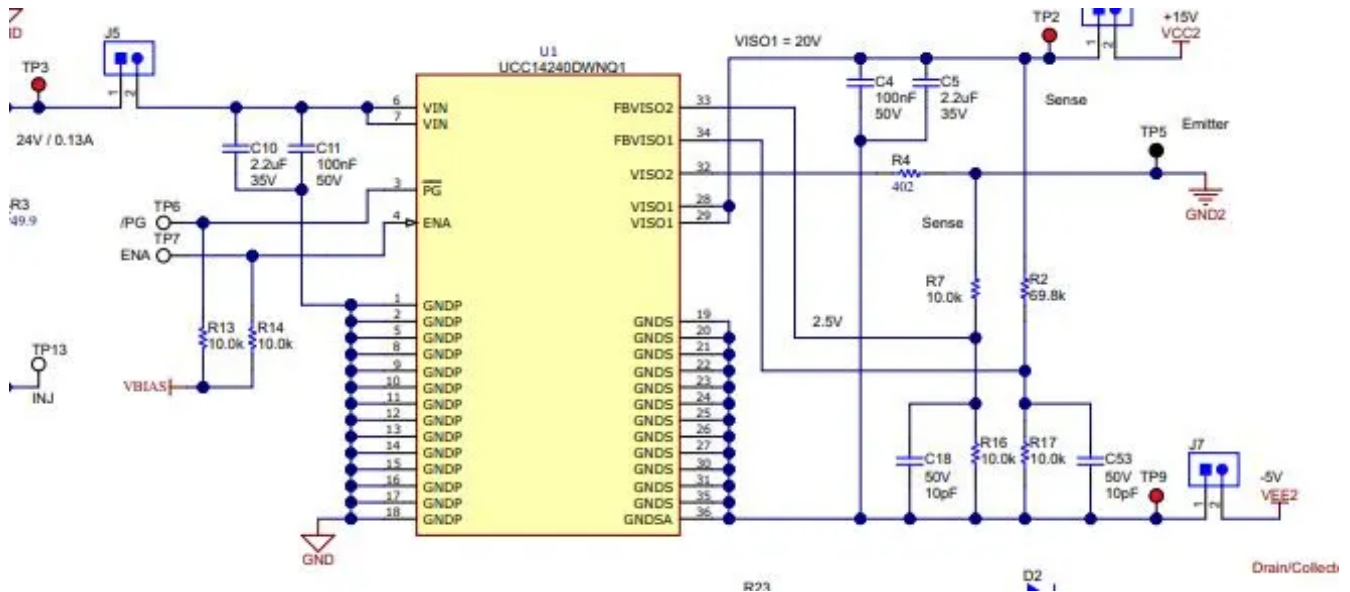 J5
TP3
1
2
24V / 0.13A
C10
2.2uF
35V
C11
100nF
50V
U1
UCC14240DWNQ1
6 VIN
7 VIN
3 PG
4 ENA
1 GNDP
2 GNDP
5 GNDP
8 GNDP
9 GNDP
10 GNDP
11 GNDP
12 GNDP
13 GNDP
14 GNDP
15 GNDP
16 GNDP
17 GNDP
18 GNDP
FBVISO2 33
FBVISO1 34
VISO2 32
VISO1 28
VISO1 29
GNDS 19
GNDS 20
GNDS 21
GNDS 22
GNDS 23
GNDS 24
GNDS 25
GNDS 26
GNDS 27
GNDS 30
GNDS 31
GNDS 35
GNDSA 36
R3
49.9
/PG
TP6
TP7
ENA
R13
10.0k
R14
10.0k
VBIAS
TP13
INJ
GND
VISO1 = 20V
C4
100nF
50V
C5
2.2uF
35V
TP2
1
2
+15V
VCC2
Sense
Emitter
TP5
GND2
R4
402
Sense
R7
10.0k
R2
69.8k
2.5V
C18
50V
10pF
R16
10.0k
R17
10.0k
C53
50V
10pF
TP9
J7
1
2
-5V
VEE2
R23
D2